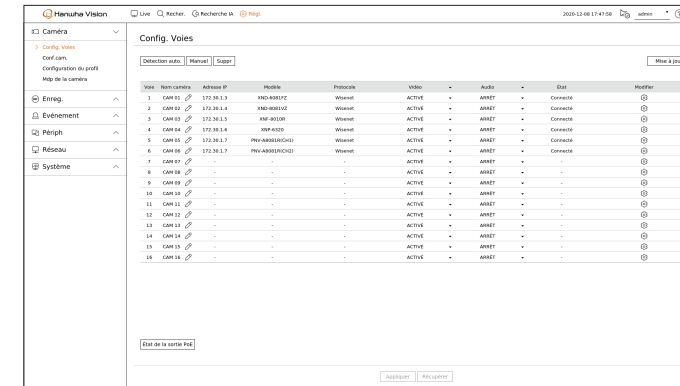 Hanwha Vision Live Recher. Recherche IA Régl. 2020-12-08 17:47:58 admin
Caméra
Config. Voies
Conf.cam.
Configuration du profil
Mdp de la caméra
Enreg.
Événement
Périph
Réseau
Système
Config. Voies
Détection auto. Manuel Suppr Mise à jou
Voie Nom caméra Adresse IP Modèle Protocole Vidéo Audio État Modifier
1 CAM 01 172.30.1.3 XND-6081FZ Wisenet ACTIVÉ ARRÊT Connecté
2 CAM 02 172.30.1.4 XND-8081VZ Wisenet ACTIVÉ ARRÊT Connecté
3 CAM 03 172.30.1.5 XNF-8010R Wisenet ACTIVÉ ARRÊT Connecté
4 CAM 04 172.30.1.6 XNP-6320 Wisenet ACTIVÉ ARRÊT Connecté
5 CAM 05 172.30.1.7 PNV-A8081R(CH1) Wisenet ACTIVÉ ARRÊT Connecté
6 CAM 06 172.30.1.7 PNV-A8081R(CH2) Wisenet ACTIVÉ ARRÊT Connecté
7 CAM 07 - - - ACTIVÉ ARRÊT -
8 CAM 08 - - - ACTIVÉ ARRÊT -
9 CAM 09 - - - ACTIVÉ ARRÊT -
10 CAM 10 - - - ACTIVÉ ARRÊT -
11 CAM 11 - - - ACTIVÉ ARRÊT -
12 CAM 12 - - - ACTIVÉ ARRÊT -
13 CAM 13 - - - ACTIVÉ ARRÊT -
14 CAM 14 - - - ACTIVÉ ARRÊT -
15 CAM 15 - - - ACTIVÉ ARRÊT -
16 CAM 16 - - - ACTIVÉ ARRÊT -
État de la sortie PoE
Appliquer Récupérer